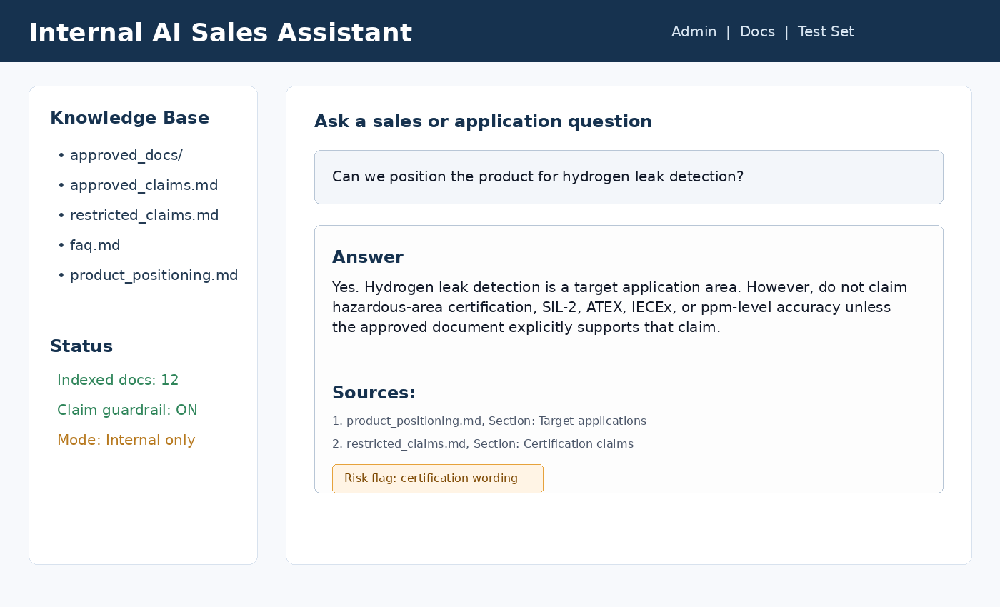 Internal AI Sales Assistant
Admin | Docs | Test Set
Knowledge Base
• approved_docs/
• approved_claims.md
• restricted_claims.md
• faq.md
• product_positioning.md
Status
Indexed docs: 12
Claim guardrail: ON
Mode: Internal only
Ask a sales or application question
Can we position the product for hydrogen leak detection?
Answer
Yes. Hydrogen leak detection is a target application area. However, do not claim
hazardous-area certification, SIL-2, ATEX, IECEx, or ppm-level accuracy unless
the approved document explicitly supports that claim.
Sources:
1. product_positioning.md, Section: Target applications
2. restricted_claims.md, Section: Certification claims
Risk flag: certification wording